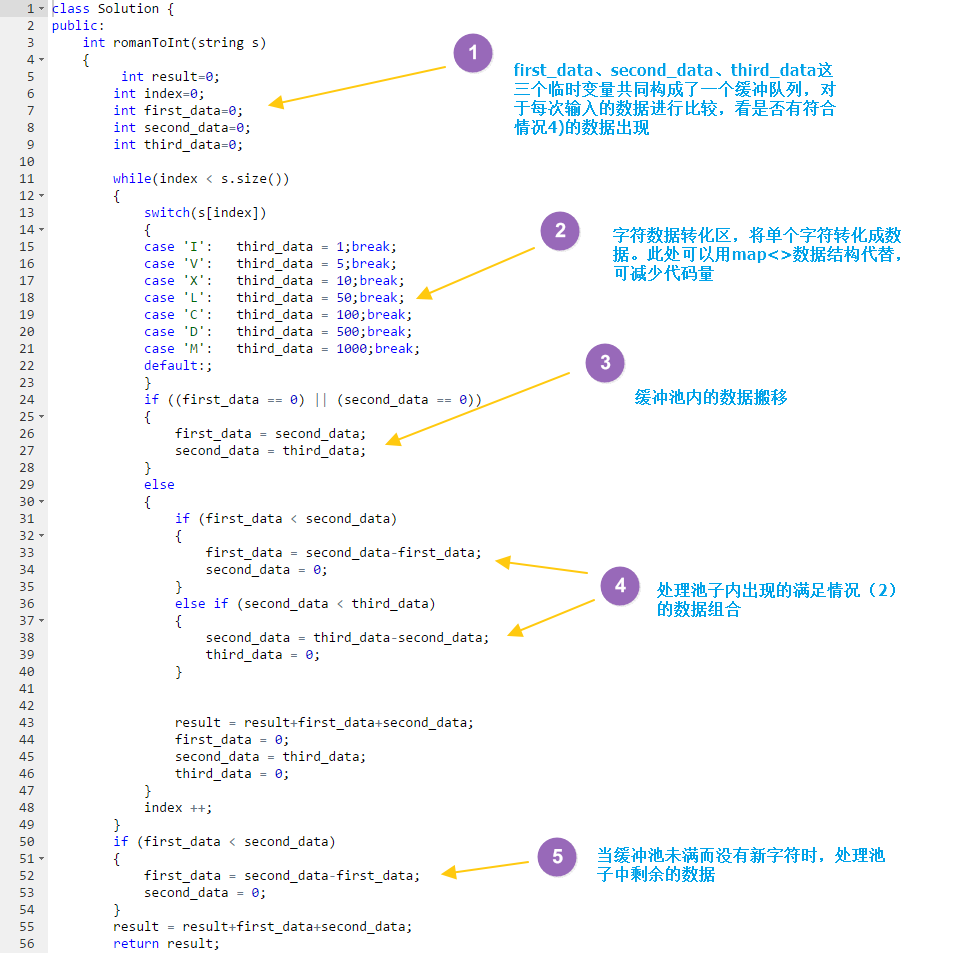 1 class Solution {
2 public:
3     int romanToInt(string s)
4     {
5          int result=0;
6         int index=0;
7         int first_data=0;
8         int second_data=0;
9         int third_data=0;
10
11         while(index < s.size())
12         {
13             switch(s[index])
14             {
15             case 'I':   third_data = 1;break;
16             case 'V':   third_data = 5;break;
17             case 'X':   third_data = 10;break;
18             case 'L':   third_data = 50;break;
19             case 'C':   third_data = 100;break;
20             case 'D':   third_data = 500;break;
21             case 'M':   third_data = 1000;break;
22             default:;
23             }
24             if ((first_data == 0) || (second_data == 0))
25             {
26                 first_data = second_data;
27                 second_data = third_data;
28             }
29             else
30             {
31                 if (first_data < second_data)
32                 {
33                     first_data = second_data-first_data;
34                     second_data = 0;
35                 }
36                 else if (second_data < third_data)
37                 {
38                     second_data = third_data-second_data;
39                     third_data = 0;
40                 }
41
42
43                 result = result+first_data+second_data;
44                 first_data = 0;
45                 second_data = third_data;
46                 third_data = 0;
47             }
48             index ++;
49         }
50         if (first_data < second_data)
51         {
52             first_data = second_data-first_data;
53             second_data = 0;
54         }
55         result = result+first_data+second_data;
56         return result;
1
first_data、second_data、third_data这
三个临时变量共同构成了一个缓冲队列，对
于每次输入的数据进行比较，看是否有符合
情况4)的数据出现
2
字符数据转化区，将单个字符转化成数
据。此处可以用map<>数据结构代替，
可减少代码量
3
缓冲池内的数据搬移
4
处理池子内出现的满足情况（2）
的数据组合
5
当缓冲池未满而没有新字符时，处理池
子中剩余的数据